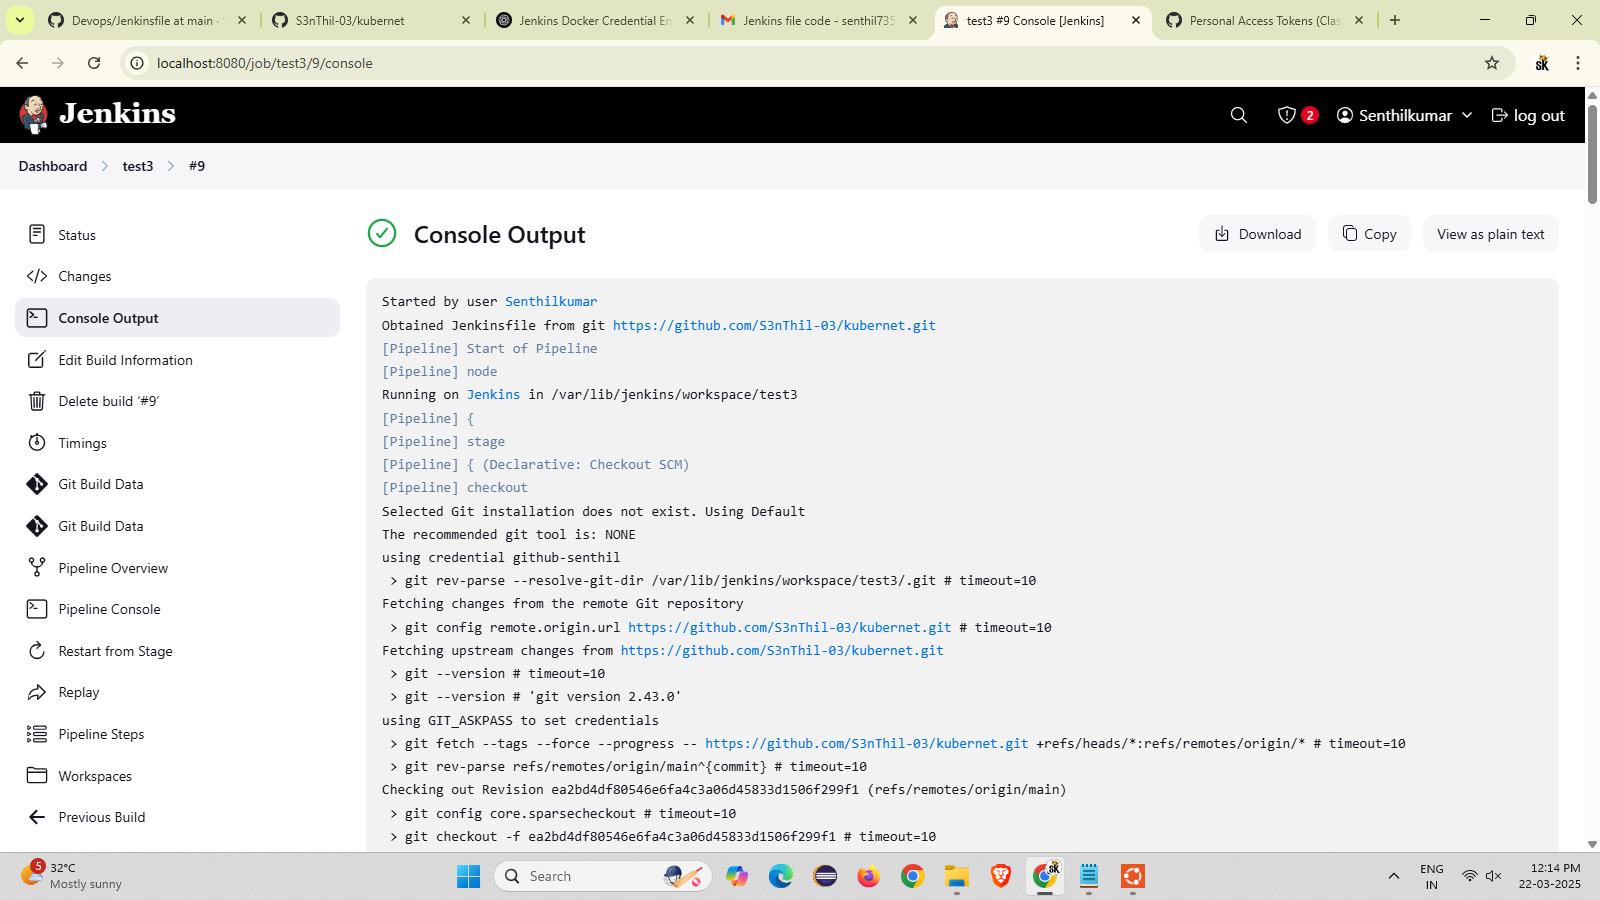 Devops/Jenkinsfile at main · S
S3nThil-03/kubernet
Jenkins Docker Credential Er
Jenkins file code - senthil735
test3 #9 Console [Jenkins]
Personal Access Tokens (Clas
localhost:8080/job/test3/9/console
SK
Jenkins
2
Senthilkumar
log out
Dashboard
test3
#9
Status
Changes
Console Output
Edit Build Information
Delete build ‘#9’
Timings
Git Build Data
Git Build Data
Pipeline Overview
Pipeline Console
Restart from Stage
Replay
Pipeline Steps
Workspaces
Previous Build
Console Output
Download
Copy
View as plain text
Started by user Senthilkumar
Obtained Jenkinsfile from git https://github.com/S3nThil-03/kubernet.git
[Pipeline] Start of Pipeline
[Pipeline] node
Running on Jenkins in /var/lib/jenkins/workspace/test3
[Pipeline] {
[Pipeline] stage
[Pipeline] { (Declarative: Checkout SCM)
[Pipeline] checkout
Selected Git installation does not exist. Using Default
The recommended git tool is: NONE
using credential github-senthil
> git rev-parse --resolve-git-dir /var/lib/jenkins/workspace/test3/.git # timeout=10
Fetching changes from the remote Git repository
> git config remote.origin.url https://github.com/S3nThil-03/kubernet.git # timeout=10
Fetching upstream changes from https://github.com/S3nThil-03/kubernet.git
> git --version # timeout=10
> git --version # 'git version 2.43.0'
using GIT_ASKPASS to set credentials
> git fetch --tags --force --progress -- https://github.com/S3nThil-03/kubernet.git +refs/heads/*:refs/remotes/origin/* # timeout=10
> git rev-parse refs/remotes/origin/main^{commit} # timeout=10
Checking out Revision ea2bd4df80546e6fa4c3a06d45833d1506f299f1 (refs/remotes/origin/main)
> git config core.sparsecheckout # timeout=10
> git checkout -f ea2bd4df80546e6fa4c3a06d45833d1506f299f1 # timeout=10
5
32°C
Mostly sunny
Search
SK
ENG
IN
12:14 PM
22-03-2025